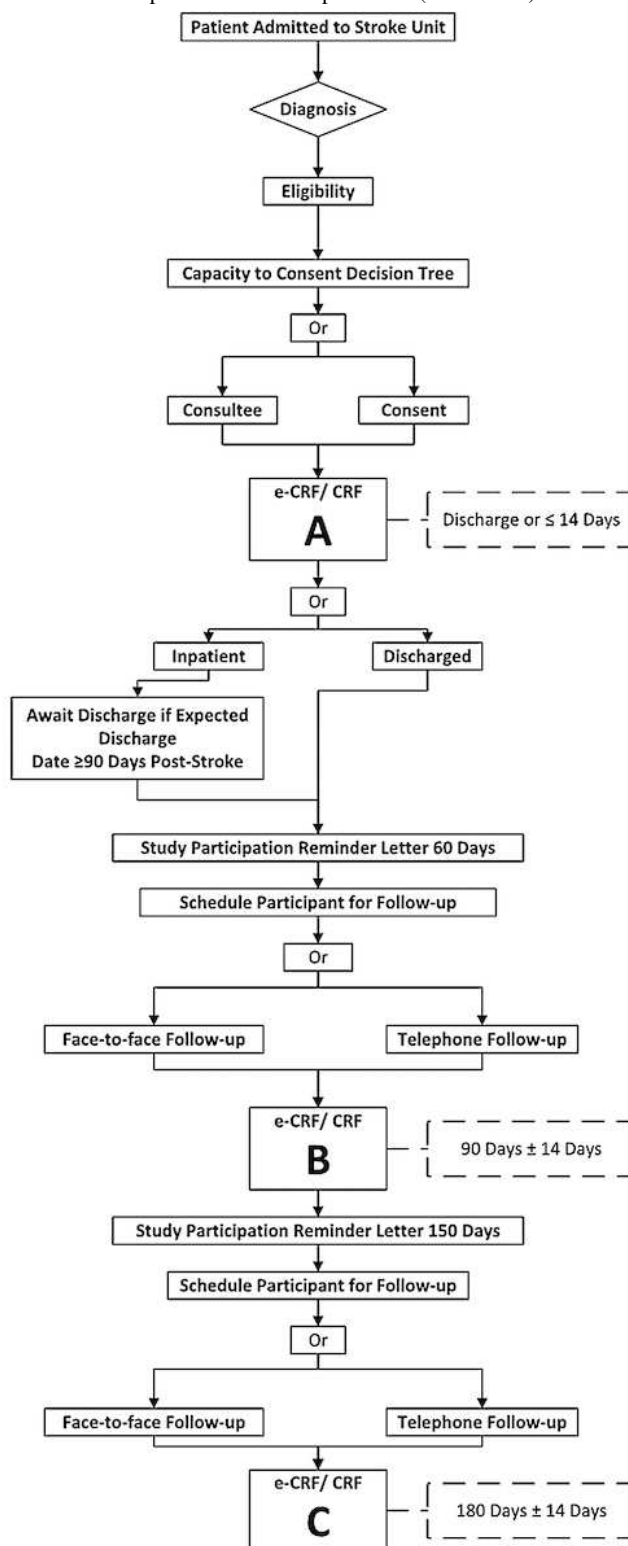 Patient Admitted to Stroke Unit
Diagnosis
Eligibility
Capacity to Consent Decision Tree
Or
Consultee
Consent
e-CRF/ CRF
A
Discharge or ≤ 14 Days
Or
Inpatient
Discharged
Await Discharge if Expected
Discharge
Date ≥90 Days Post-Stroke
Study Participation Reminder Letter 60 Days
Schedule Participant for Follow-up
Or
Face-to-face Follow-up
Telephone Follow-up
e-CRF/ CRF
B
90 Days ± 14 Days
Study Participation Reminder Letter 150 Days
Schedule Participant for Follow-up
Or
Face-to-face Follow-up
Telephone Follow-up
e-CRF/ CRF
C
180 Days ± 14 Days